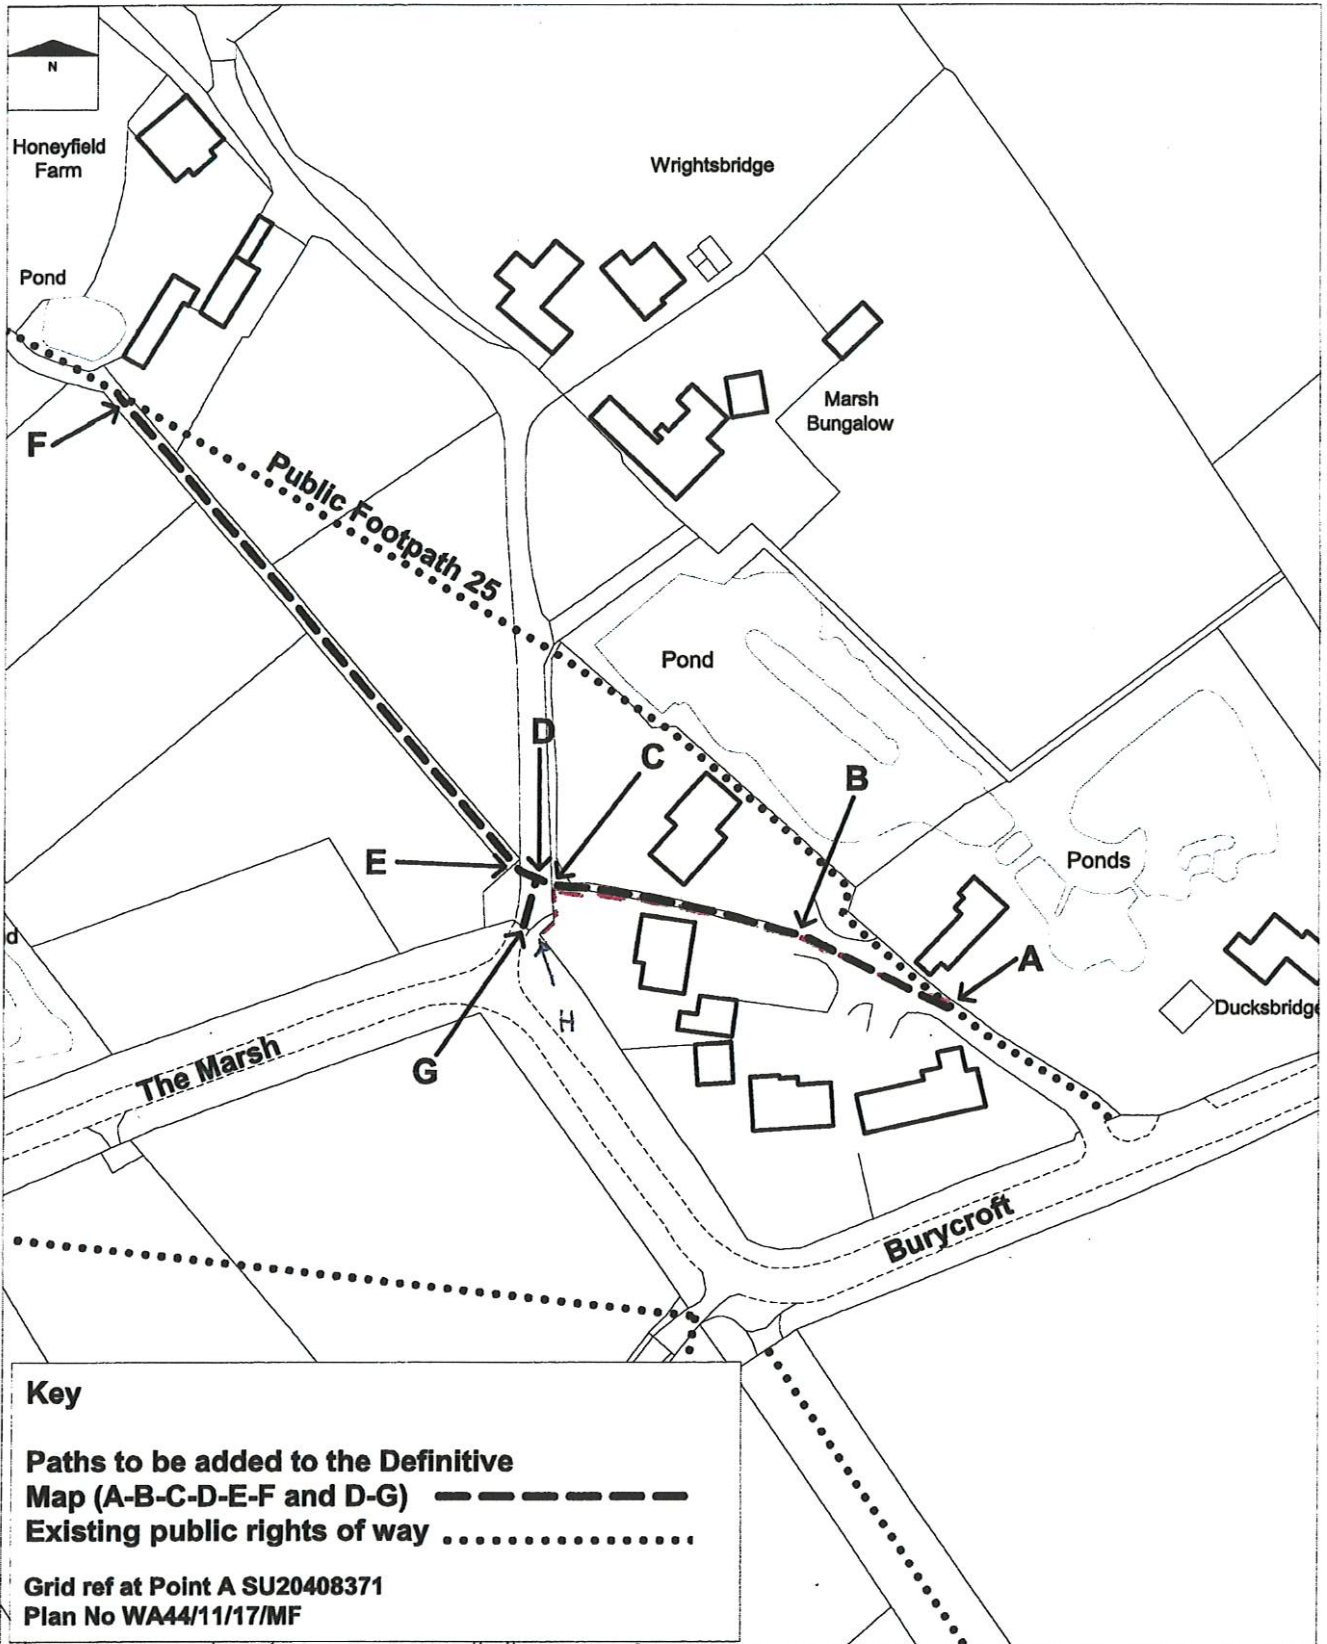 N
Honeyfield
Farm
Wrightsbridge
Pond
Marsh
Bungalow
F
Public Footpath 25
Pond
D
C
B
E
Ponds
d
A
Ducksbridge
H
G
The Marsh
Burycroft
Key
Paths to be added to the Definitive
Map (A-B-C-D-E-F and D-G)
Existing public rights of way
Grid ref at Point A SU20408371
Plan No WA44/11/17/MF